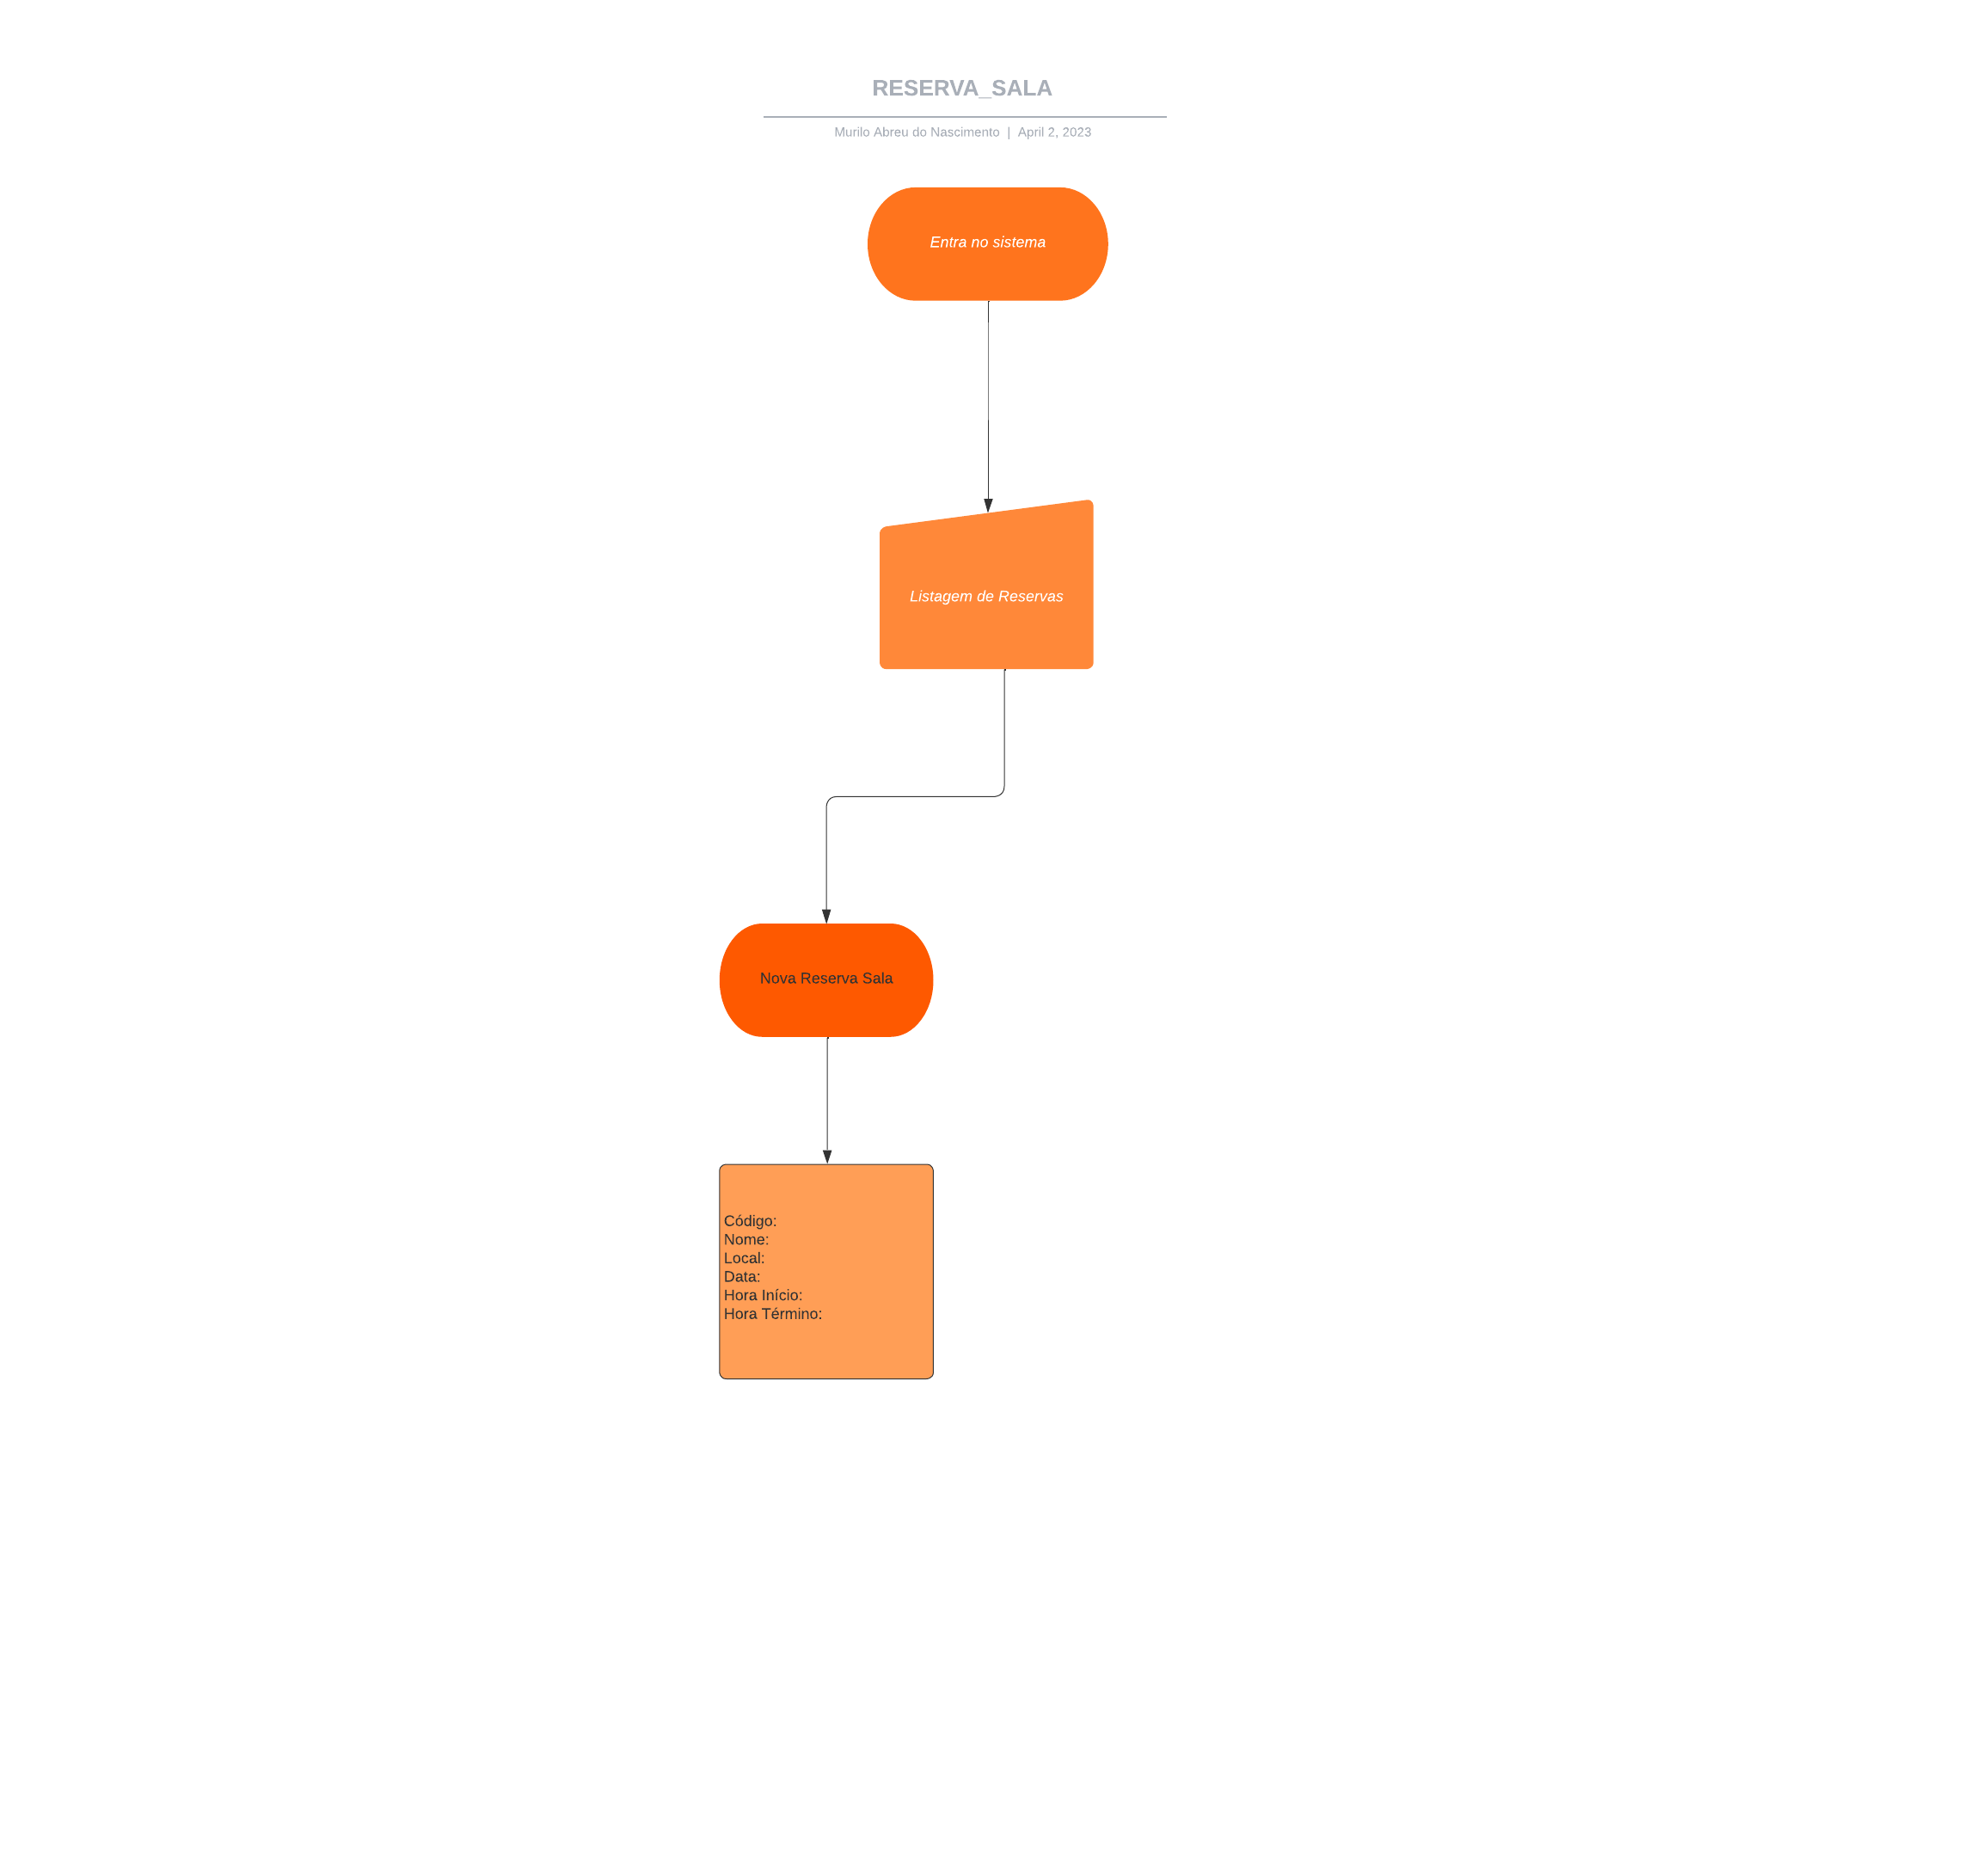 RESERVA_SALA
Murilo Abreu do Nascimento | April 2, 2023
Entra no sistema
Listagem de Reservas
Nova Reserva Sala
Código:
Nome:
Local:
Data:
Hora Início:
Hora Término: